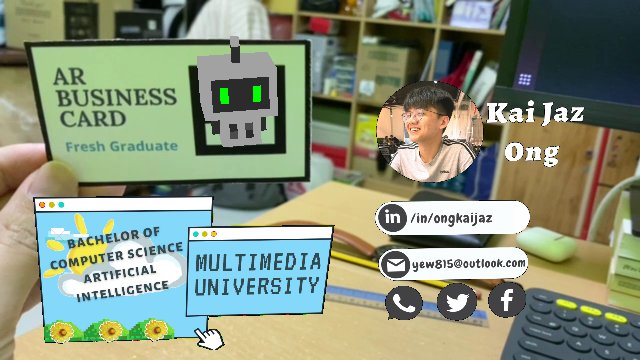 AR
BUSINESS
CARD
Fresh Graduate
Kai Jaz
Ong
BACHELOR OF
COMPUTER SCIENCE
ARTIFICIAL
INTELLIGENCE
MULTIMEDIA
UNIVERSITY
in /in/ongkaijaz
yew815@outlook.com
f